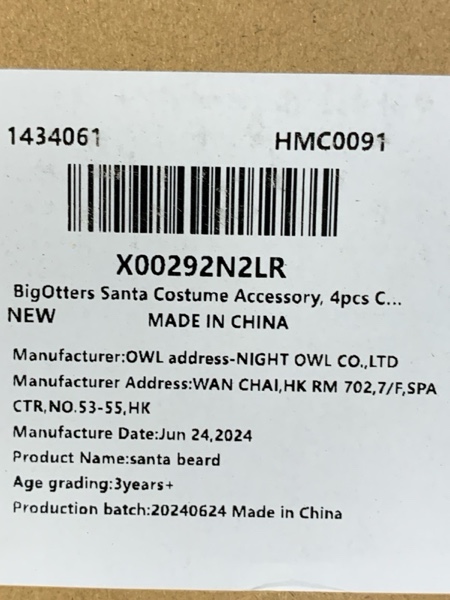 1434061 HMC0091
X00292N2LR
BigOtters Santa Costume Accessory, 4pcs C...
NEW MADE IN CHINA
Manufacturer:OWL address-NIGHT OWL CO.,LTD
Manufacturer Address:WAN CHAI,HK RM 702,7/F,SPA
CTR,NO.53-55,HK
Manufacture Date:Jun 24,2024
Product Name:santa beard
Age grading:3years+
Production batch:20240624 Made in China